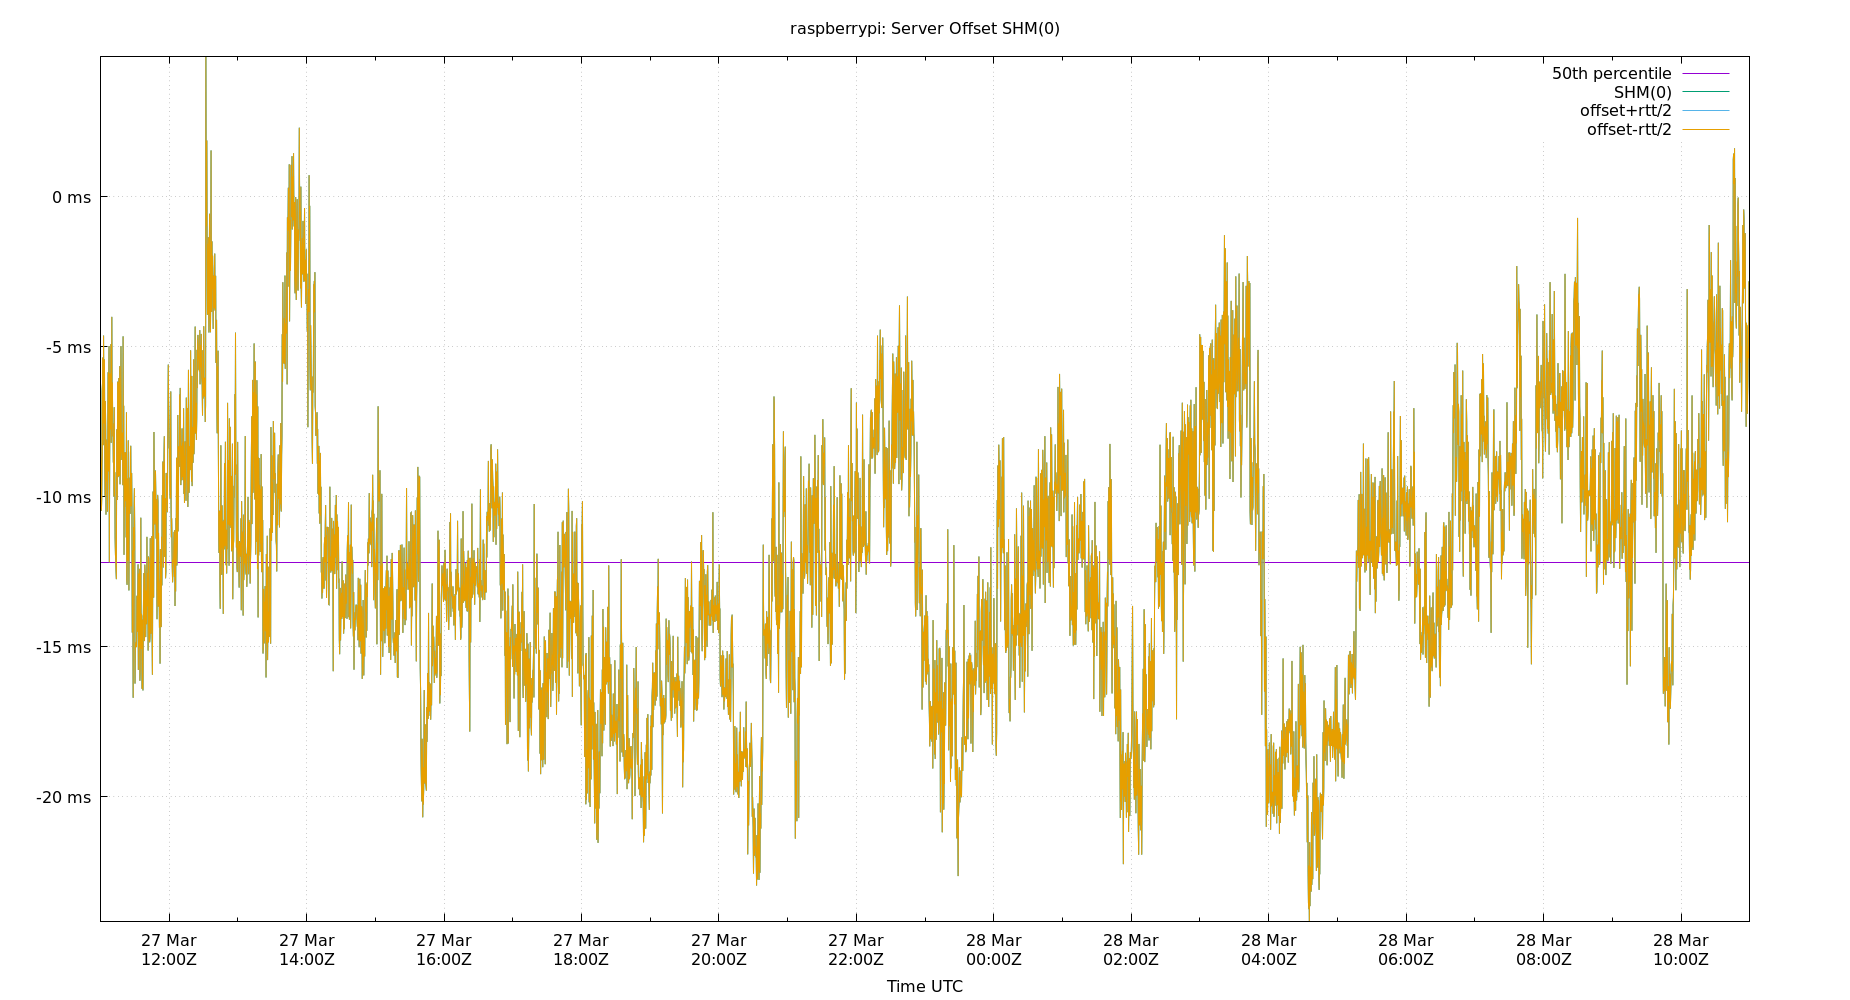 raspberrypi: Server Offset SHM(0)
50th percentile
SHM(0)
offset+rtt/2
offset-rtt/2
0 ms
-5 ms
-10 ms
-15 ms
-20 ms
27 Mar 27 Mar 27 Mar 27 Mar 27 Mar 27 Mar 28 Mar 28 Mar 28 Mar 28 Mar 28 Mar 28 Mar
12:00Z 14:00Z 16:00Z 18:00Z 20:00Z 22:00Z 00:00Z 02:00Z 04:00Z 06:00Z 08:00Z 10:00Z
Time UTC